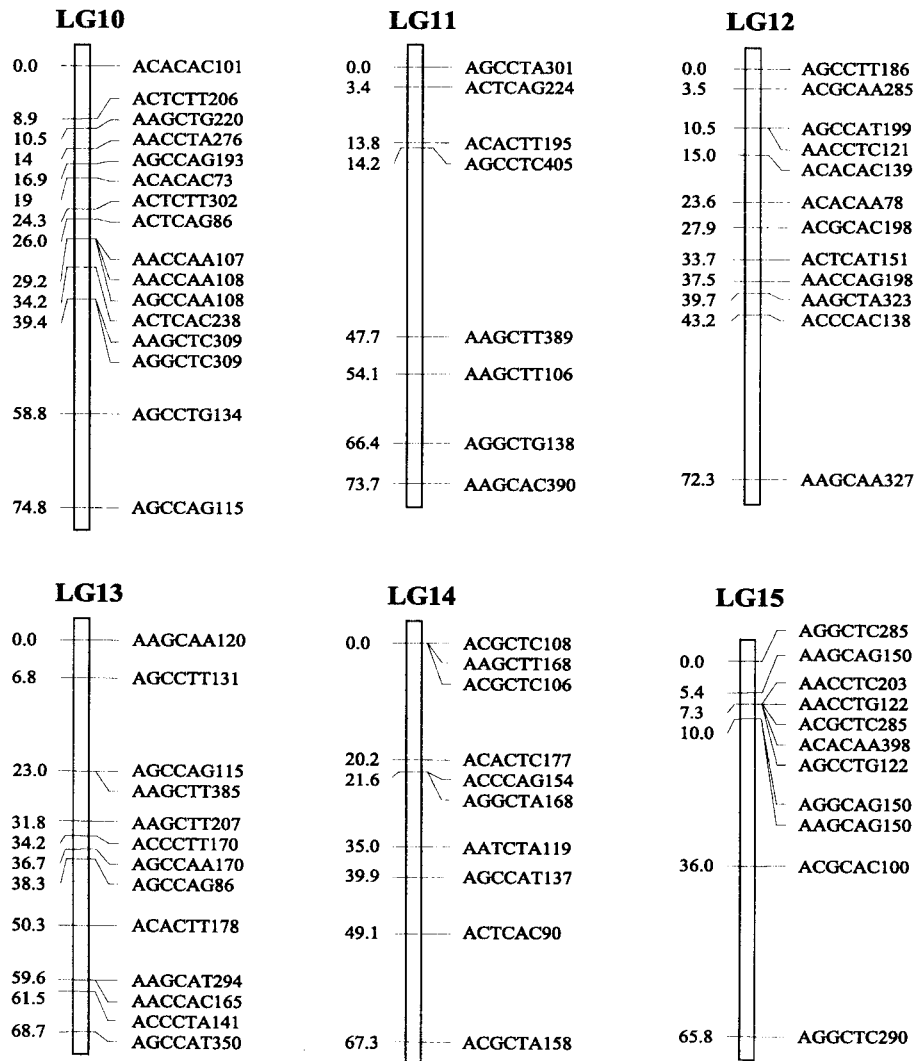 LG10
0.0 ACACAC101
ACTCTT206
8.9 AAGCTG220
10.5 AACCTA276
14 AGCCAG193
16.9 ACACAC73
19 ACTCTT302
24.3 ACTCAG86
26.0
AACCAA107
29.2 AACCAA108
34.2 AGCCAA108
39.4 ACTCAC238
AAGCTC309
AGGCTC309
58.8 AGCCTG134
74.8 AGCCAG115
LG11
0.0 AGCCTA301
3.4 ACTCAG224
13.8 ACACTT195
14.2 AGCCTC405
47.7 AAGCTT389
54.1 AAGCTT106
66.4 AGGCTG138
73.7 AAGCAC390
LG12
0.0 AGCCTT186
3.5 ACGCAA285
10.5 AGCCAT199
AACCTC121
15.0 ACACAC139
23.6 ACACAA78
27.9 ACGCAC198
33.7 ACTCAT151
37.5 AACCAG198
39.7 AAGCTA323
43.2 ACCCAC138
72.3 AAGCAA327
LG13
0.0 AAGCAA120
6.8 AGCCTT131
23.0 AGCCAG115
AAGCTT385
31.8 AAGCTT207
34.2 ACCCTT170
36.7 AGCCAA170
38.3 AGCCAG86
50.3 ACACTT178
59.6 AAGCAT294
61.5 AACCAC165
ACCCTA141
68.7 AGCCAT350
LG14
0.0 ACGCTC108
AAGCTT168
ACGCTC106
20.2 ACACTC177
21.6 ACCCAG154
AGGCTA168
35.0 AATCTA119
39.9 AGCCAT137
49.1 ACTCAC90
67.3 ACGCTA158
LG15
AGGCTC285
0.0 AAGCAG150
5.4 AACCTC203
7.3 AACCTG122
10.0 ACGCTC285
ACACAA398
AGCCTG122
AGGCAG150
AAGCAG150
36.0 ACGCAC100
65.8 AGGCTC290